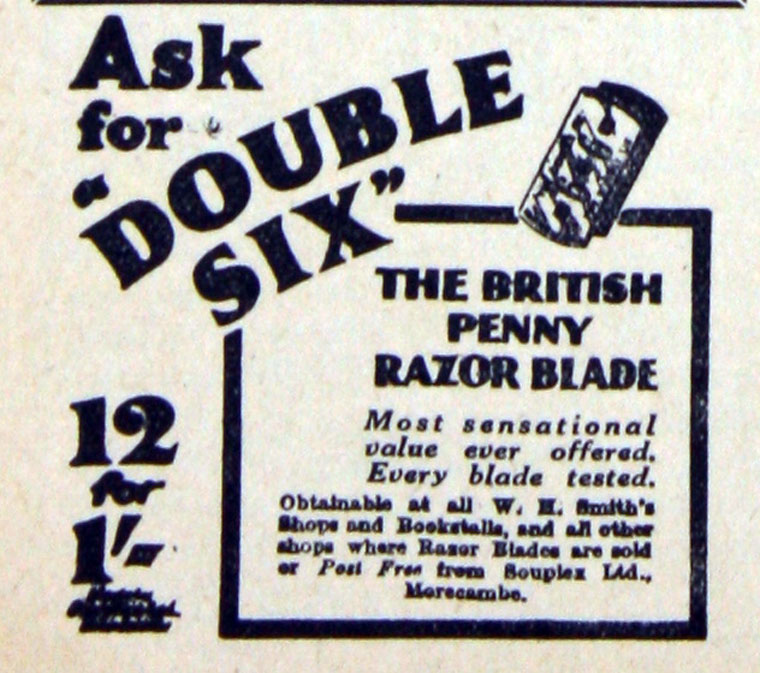 Ask
for
"DOUBLE
SIX"
THE BRITISH
PENNY
RAZOR BLADE
Most sensational
value ever offered.
Every blade tested.
Obtainable at all W. H. Smith's
Shops and Bookstalls, and all other
shops where Razor Blades are sold
or Post Free from Souplex Ltd.,
Morecambe.
12
for
1/-